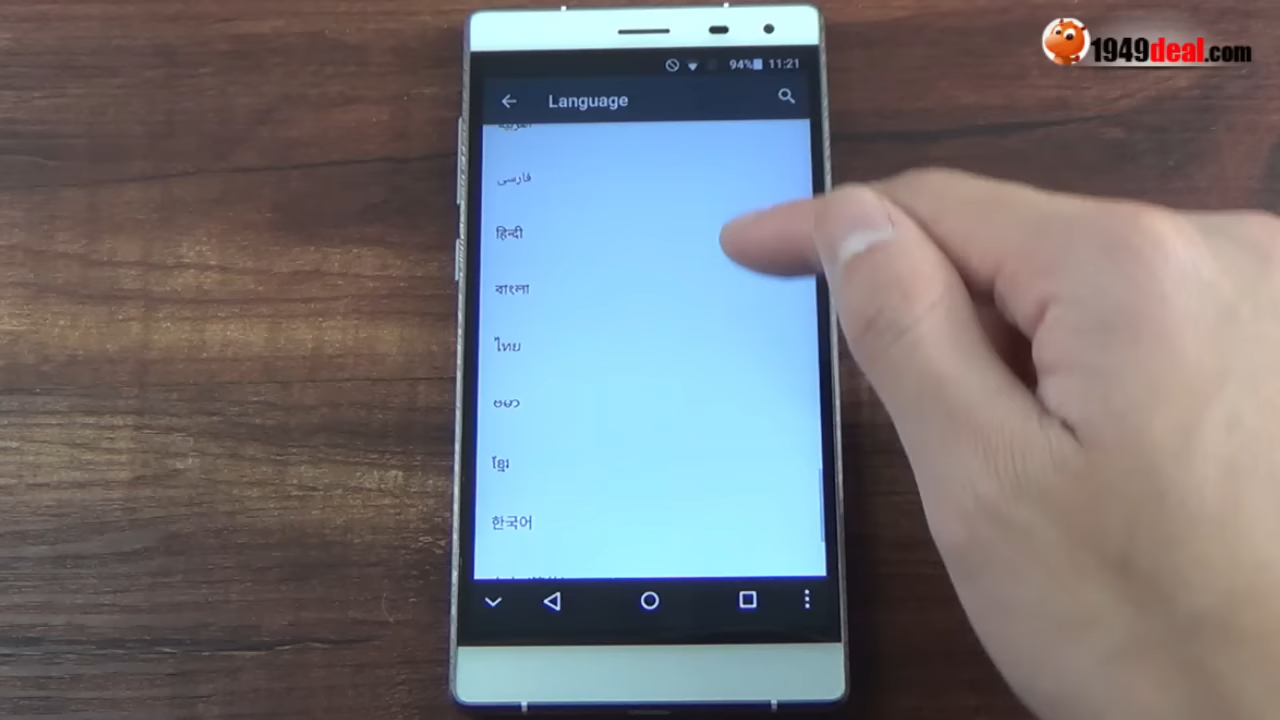 1949deal.com
94% 11:21
Language
فارسی
हिन्दी
বাংলা
ไทย
ဗမာ
ខ្មែរ
한국어